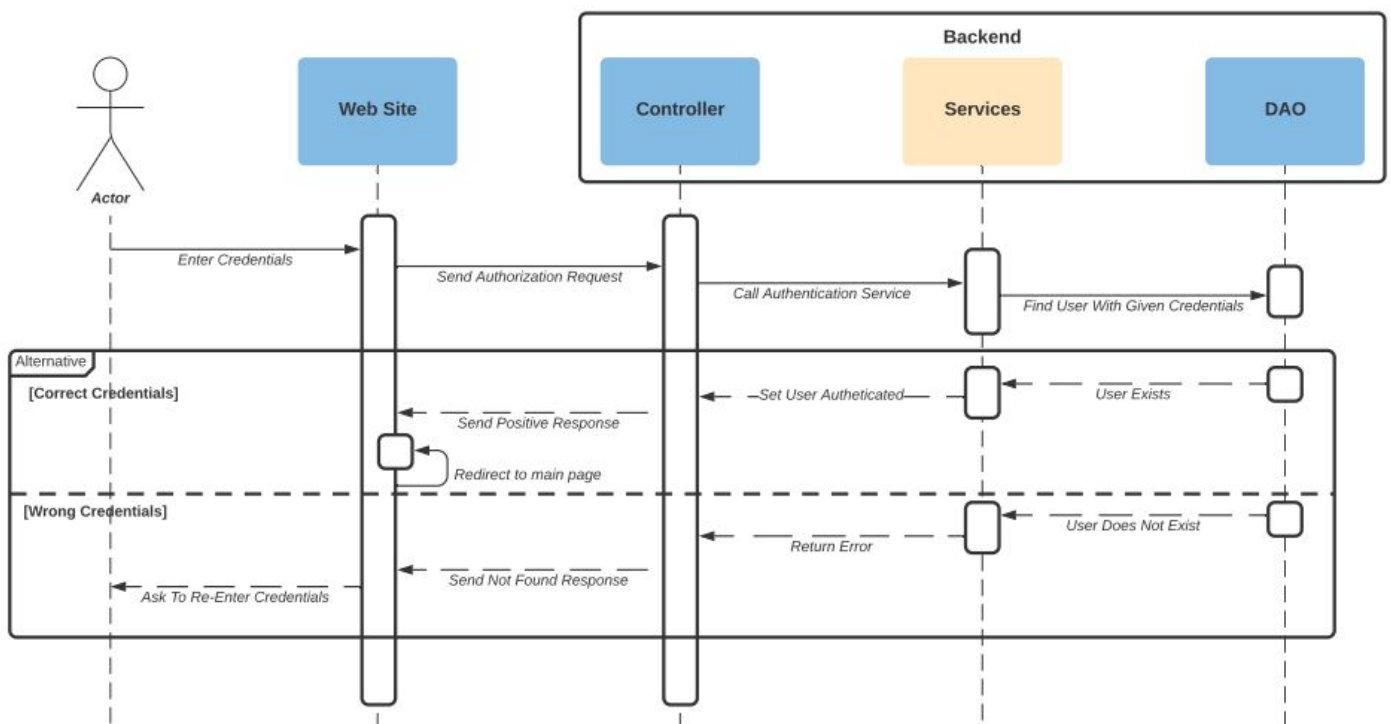 Backend
Web Site
Controller
Services
DAO
Actor
Enter Credentials
Send Authorization Request
Call Authentication Service
Find User With Given Credentials
Alternative
[Correct Credentials]
User Exists
Set User Autheticated
Send Positive Response
Redirect to main page
[Wrong Credentials]
User Does Not Exist
Return Error
Send Not Found Response
Ask To Re-Enter Credentials